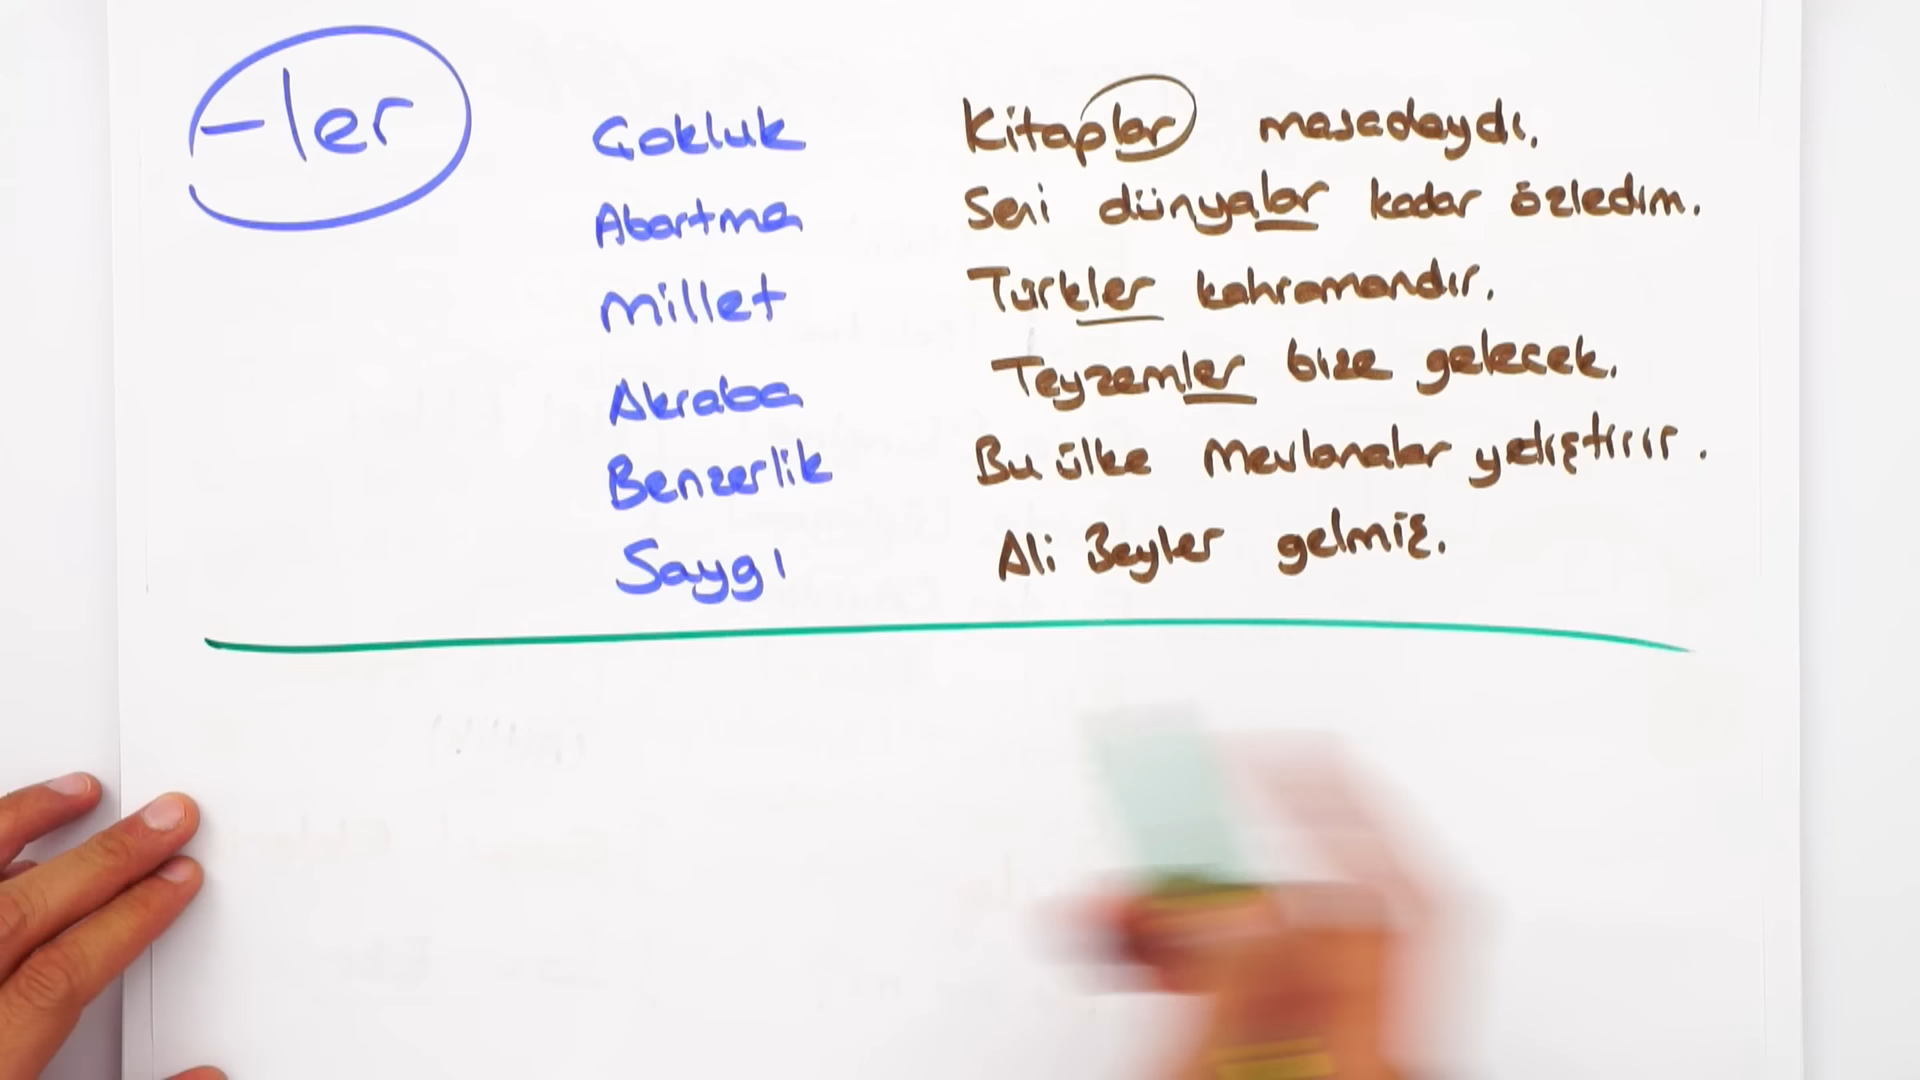 -ler
Çokluk Kitaplar masadaydı.
Abartma Seni dünyalar kadar özledim.
Millet Türkler kahramandır.
Akraba Teyzemler bize gelecek.
Benzerlik Bu ülke Mevlanalar yetiştirir.
Saygı Ali Beyler gelmiş.